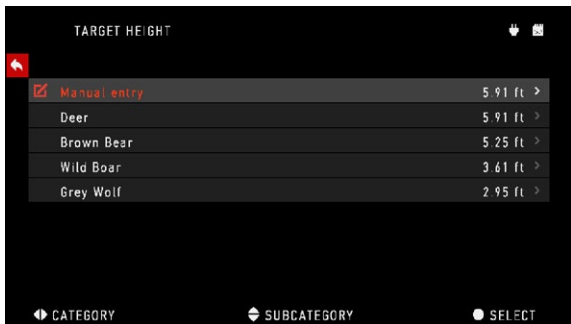 TARGET HEIGHT
Manual entry 5.91 ft >
Deer 5.91 ft >
Brown Bear 5.25 ft >
Wild Boar 3.61 ft >
Grey Wolf 2.95 ft >
CATEGORY SUBCATEGORY SELECT